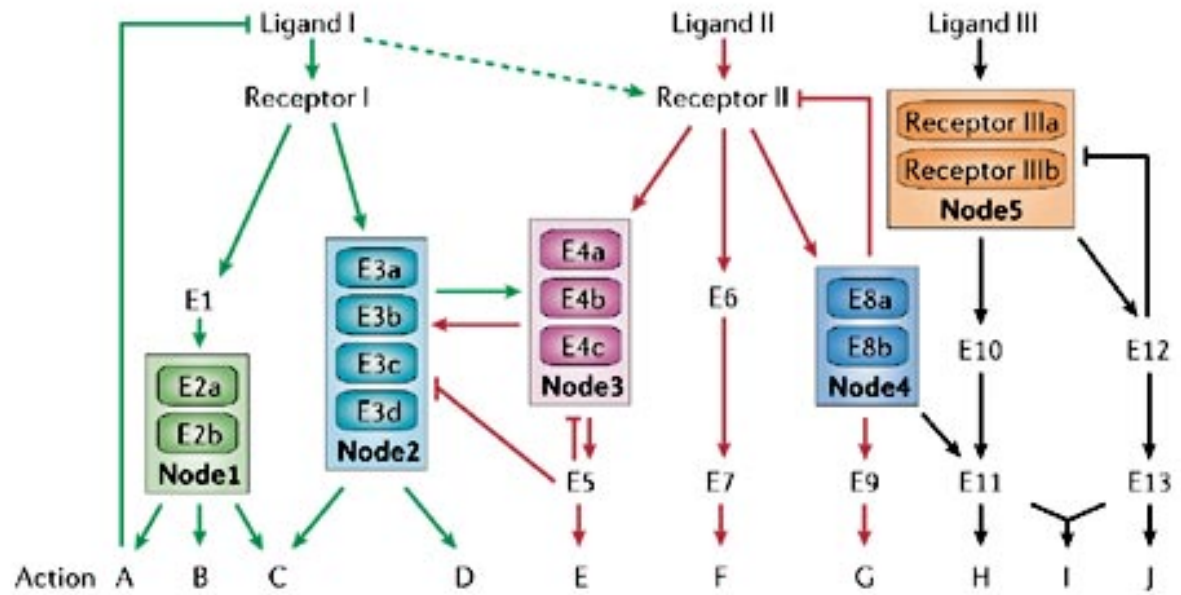 Ligand I Ligand II Ligand III
Receptor I Receptor II
Receptor IIIa
Receptor IIIb
Node5
E1
E2a
E2b
Node1
E3a
E3b
E3c
E3d
Node2
E4a
E4b
E4c
Node3
E6
E8a
E8b
Node4
E10 E12
E5 E7 E9 E11 E13
Action A B C D E F G H I J